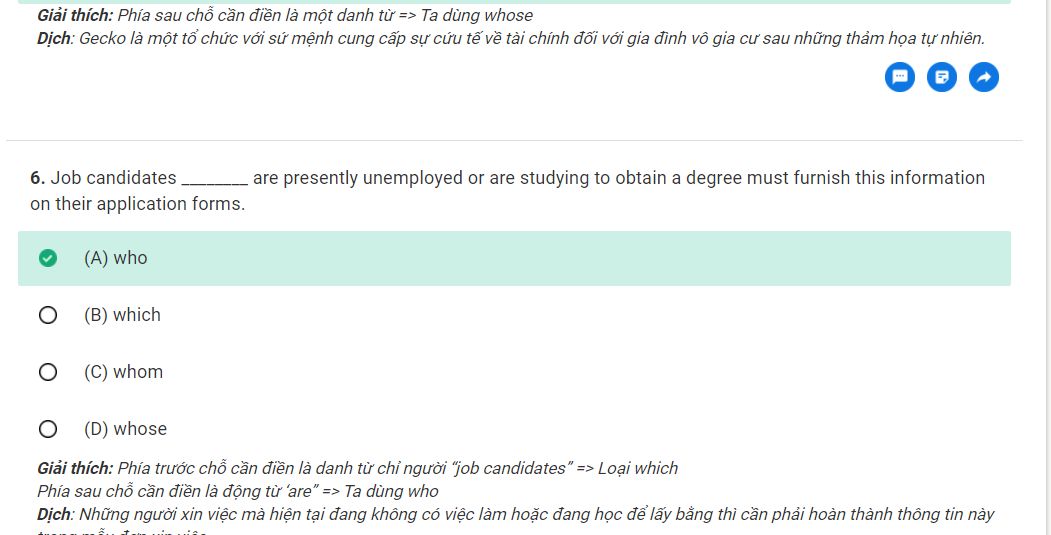 Giải thích: Phía sau chỗ cần điền là một danh từ => Ta dùng whose
Dịch: Gecko là một tổ chức với sứ mệnh cung cấp sự cứu tế về tài chính đối với gia đình vô gia cư sau những thảm họa tự nhiên.
6. Job candidates ________ are presently unemployed or are studying to obtain a degree must furnish this information
on their application forms.
(A) who
(B) which
(C) whom
(D) whose
Giải thích: Phía trước chỗ cần điền là danh từ chỉ người “job candidates” => Loại which
Phía sau chỗ cần điền là động từ ‘are” => Ta dùng who
Dịch: Những người xin việc mà hiện tại đang không có việc làm hoặc đang học để lấy bằng thì cần phải hoàn thành thông tin này